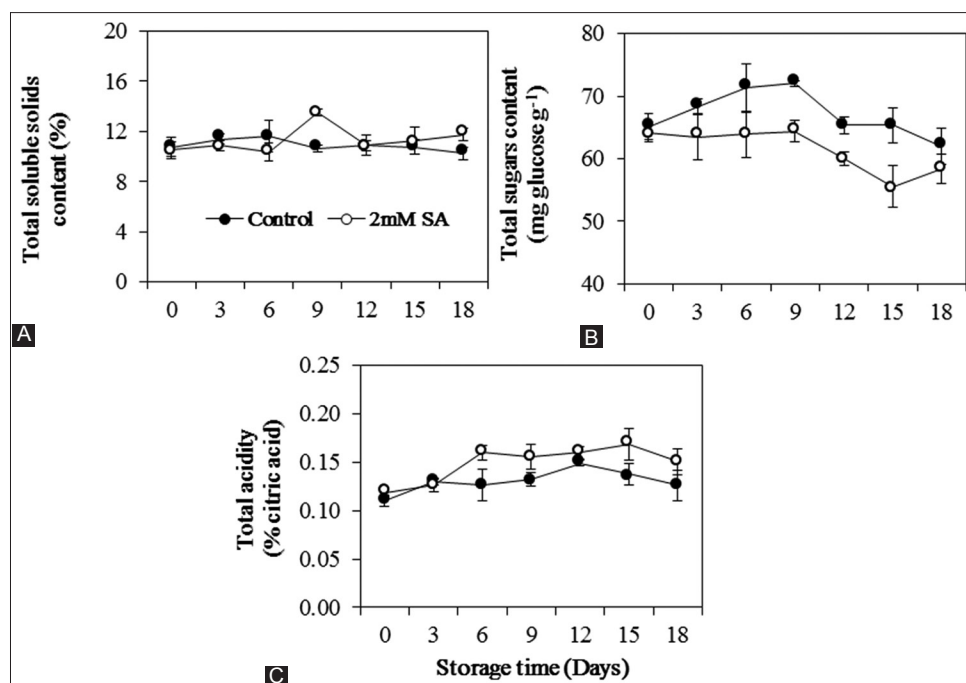 Total soluble solids
content (%)
20
16
12
8
4
0
Control
2mM SA
0 3 6 9 12 15 18
A
Total sugars content
(mg glucose g-1)
80
70
60
50
40
0 3 6 9 12 15 18
B
Total acidity
(% citric acid)
0.25
0.20
0.15
0.10
0.05
0.00
0 3 6 9 12 15 18
Storage time (Days)
C